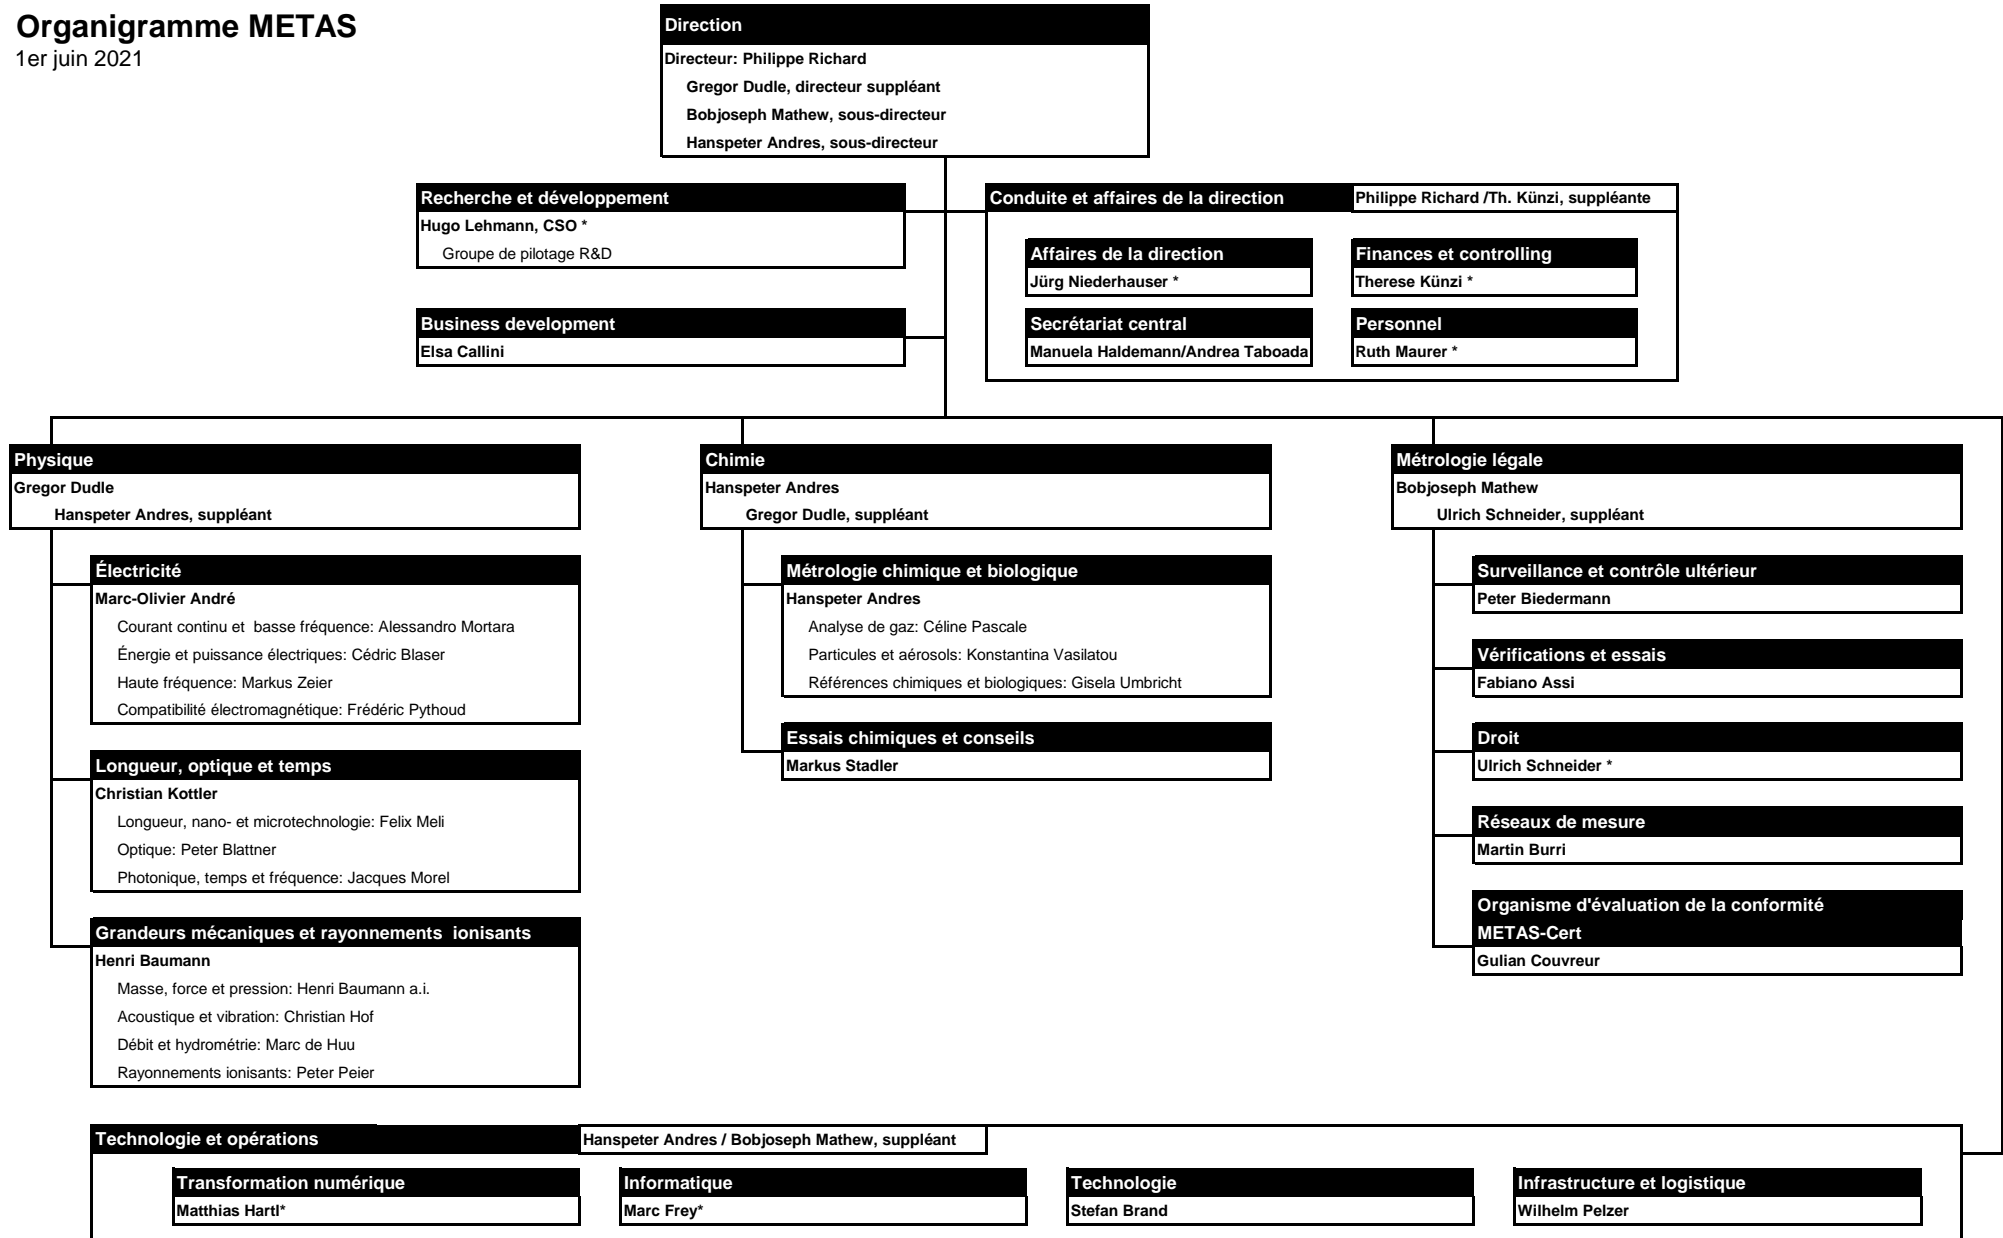 Organigramme METAS
1er juin 2021
Direction
Directeur: Philippe Richard
Gregor Dudle, directeur suppléant
Bobjoseph Mathew, sous-directeur
Hanspeter Andres, sous-directeur
Recherche et développement
Hugo Lehmann, CSO *
Groupe de pilotage R&D
Business development
Elsa Callini
Conduite et affaires de la direction
Philippe Richard /Th. Künzi, suppléante
Affaires de la direction
Jürg Niederhauser *
Finances et controlling
Therese Künzi *
Secrétariat central
Manuela Haldemann/Andrea Taboada
Personnel
Ruth Maurer *
Physique
Gregor Dudle
Hanspeter Andres, suppléant
Électricité
Marc-Olivier André
Courant continu et  basse fréquence: Alessandro Mortara
Énergie et puissance électriques: Cédric Blaser
Haute fréquence: Markus Zeier
Compatibilité électromagnétique: Frédéric Pythoud
Longueur, optique et temps
Christian Kottler
Longueur, nano- et microtechnologie: Felix Meli
Optique: Peter Blattner
Photonique, temps et fréquence: Jacques Morel
Grandeurs mécaniques et rayonnements  ionisants
Henri Baumann
Masse, force et pression: Henri Baumann a.i.
Acoustique et vibration: Christian Hof
Débit et hydrométrie: Marc de Huu
Rayonnements ionisants: Peter Peier
Chimie
Hanspeter Andres
Gregor Dudle, suppléant
Métrologie chimique et biologique
Hanspeter Andres
Analyse de gaz: Céline Pascale
Particules et aérosols: Konstantina Vasilatou
Références chimiques et biologiques: Gisela Umbricht
Essais chimiques et conseils
Markus Stadler
Métrologie légale
Bobjoseph Mathew
Ulrich Schneider, suppléant
Surveillance et contrôle ultérieur
Peter Biedermann
Vérifications et essais
Fabiano Assi
Droit
Ulrich Schneider *
Réseaux de mesure
Martin Burri
Organisme d'évaluation de la conformité
METAS-Cert
Gulian Couvreur
Technologie et opérations
Hanspeter Andres / Bobjoseph Mathew, suppléant
Transformation numérique
Matthias Hartl*
Informatique
Marc Frey*
Technologie
Stefan Brand
Infrastructure et logistique
Wilhelm Pelzer